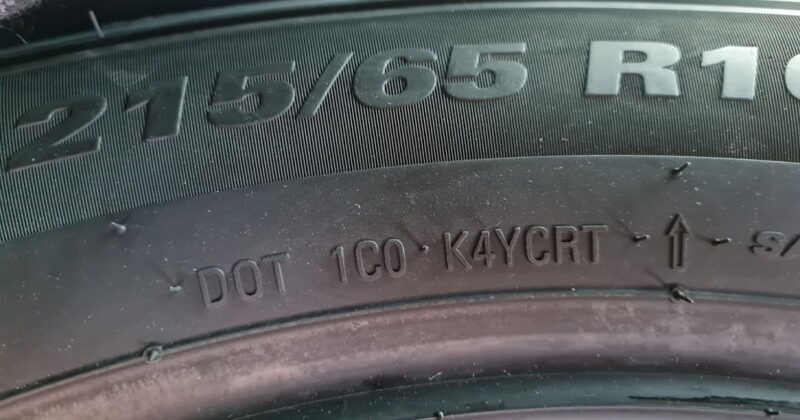 215/65 R1
DOT 1C0 K4YCRT ↑ S/